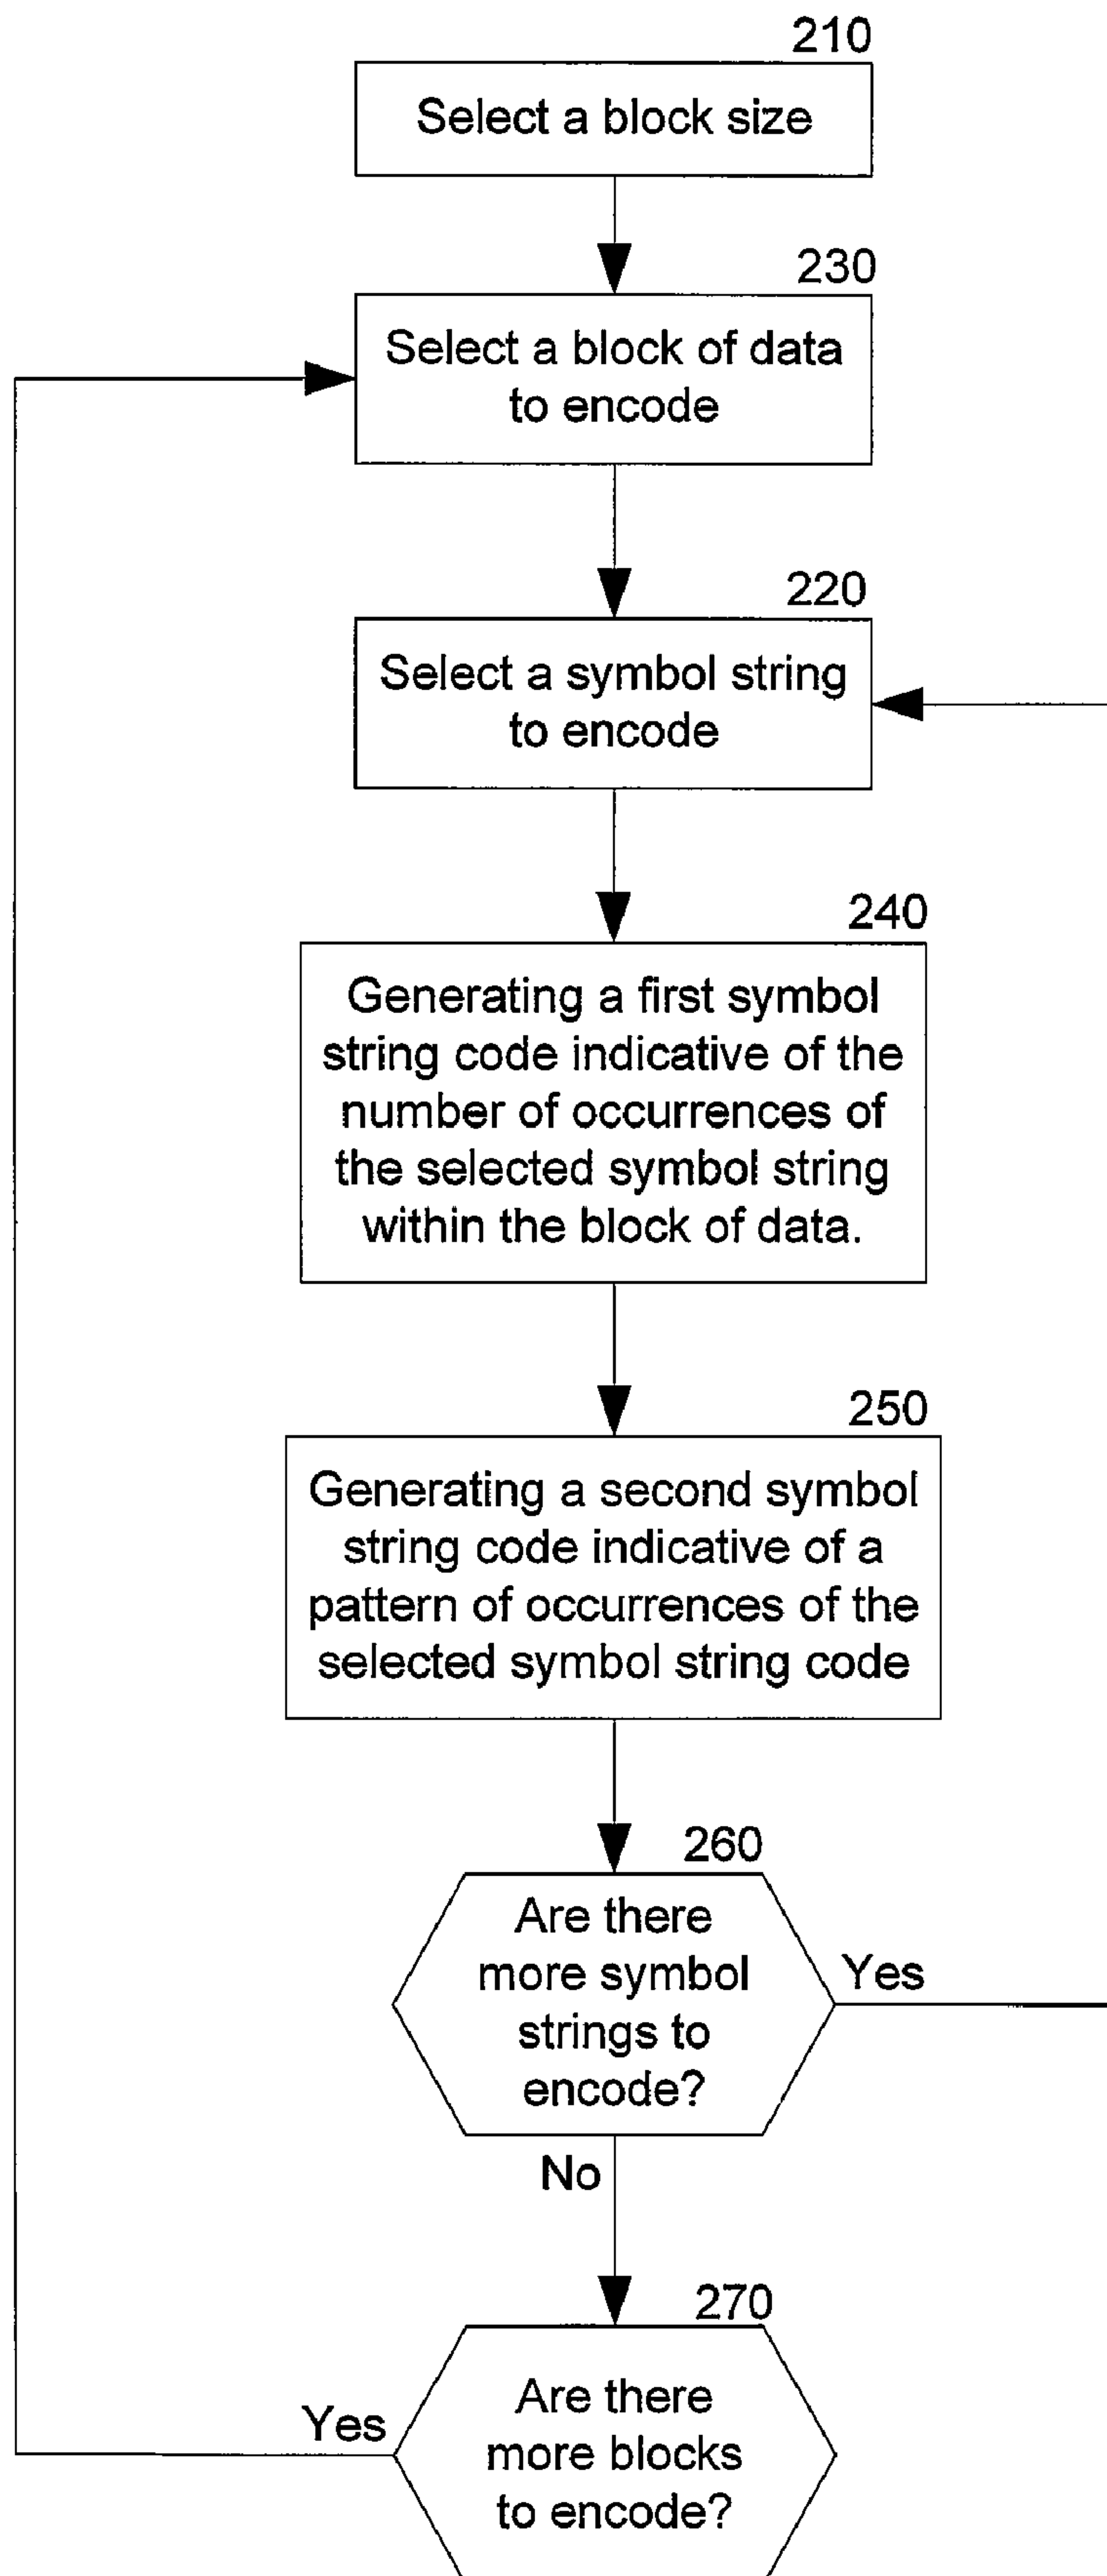 210
Select a block size
230
Select a block of data
to encode
220
Select a symbol string
to encode
240
Generating a first symbol
string code indicative of the
number of occurrences of
the selected symbol string
within the block of data.
250
Generating a second symbol
string code indicative of a
pattern of occurrences of the
selected symbol string code
260
Are there
more symbol
strings to
encode?
Yes
No
270
Are there
more blocks
to encode?
Yes